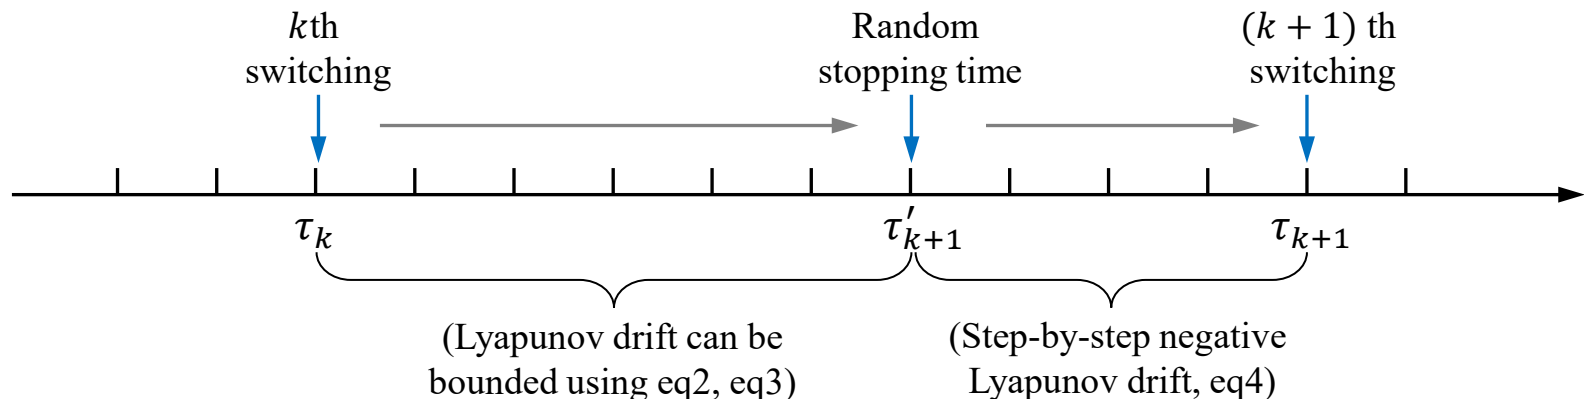 𝑘th
switching
Random
stopping time
(𝑘 + 1) th
switching
𝜏ₖ
𝜏′ₖ₊₁
𝜏ₖ₊₁
(Lyapunov drift can be
bounded using eq2, eq3)
(Step-by-step negative
Lyapunov drift, eq4)